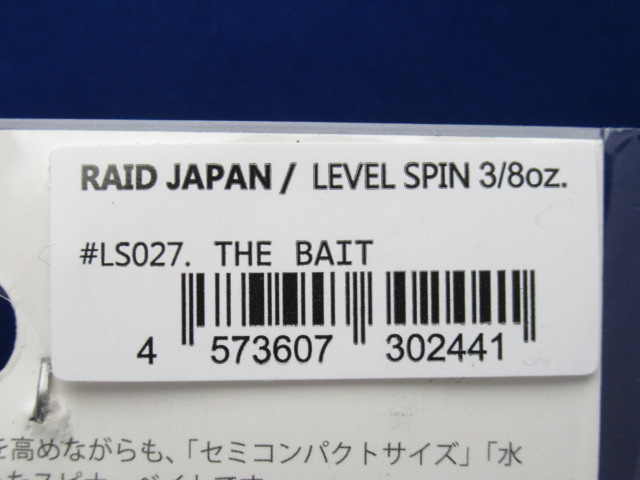 RAID JAPAN / LEVEL SPIN 3/8oz.
#LS027. THE BAIT
4 573607 302441
を高めながらも、「セミコンパクトサイズ」「水